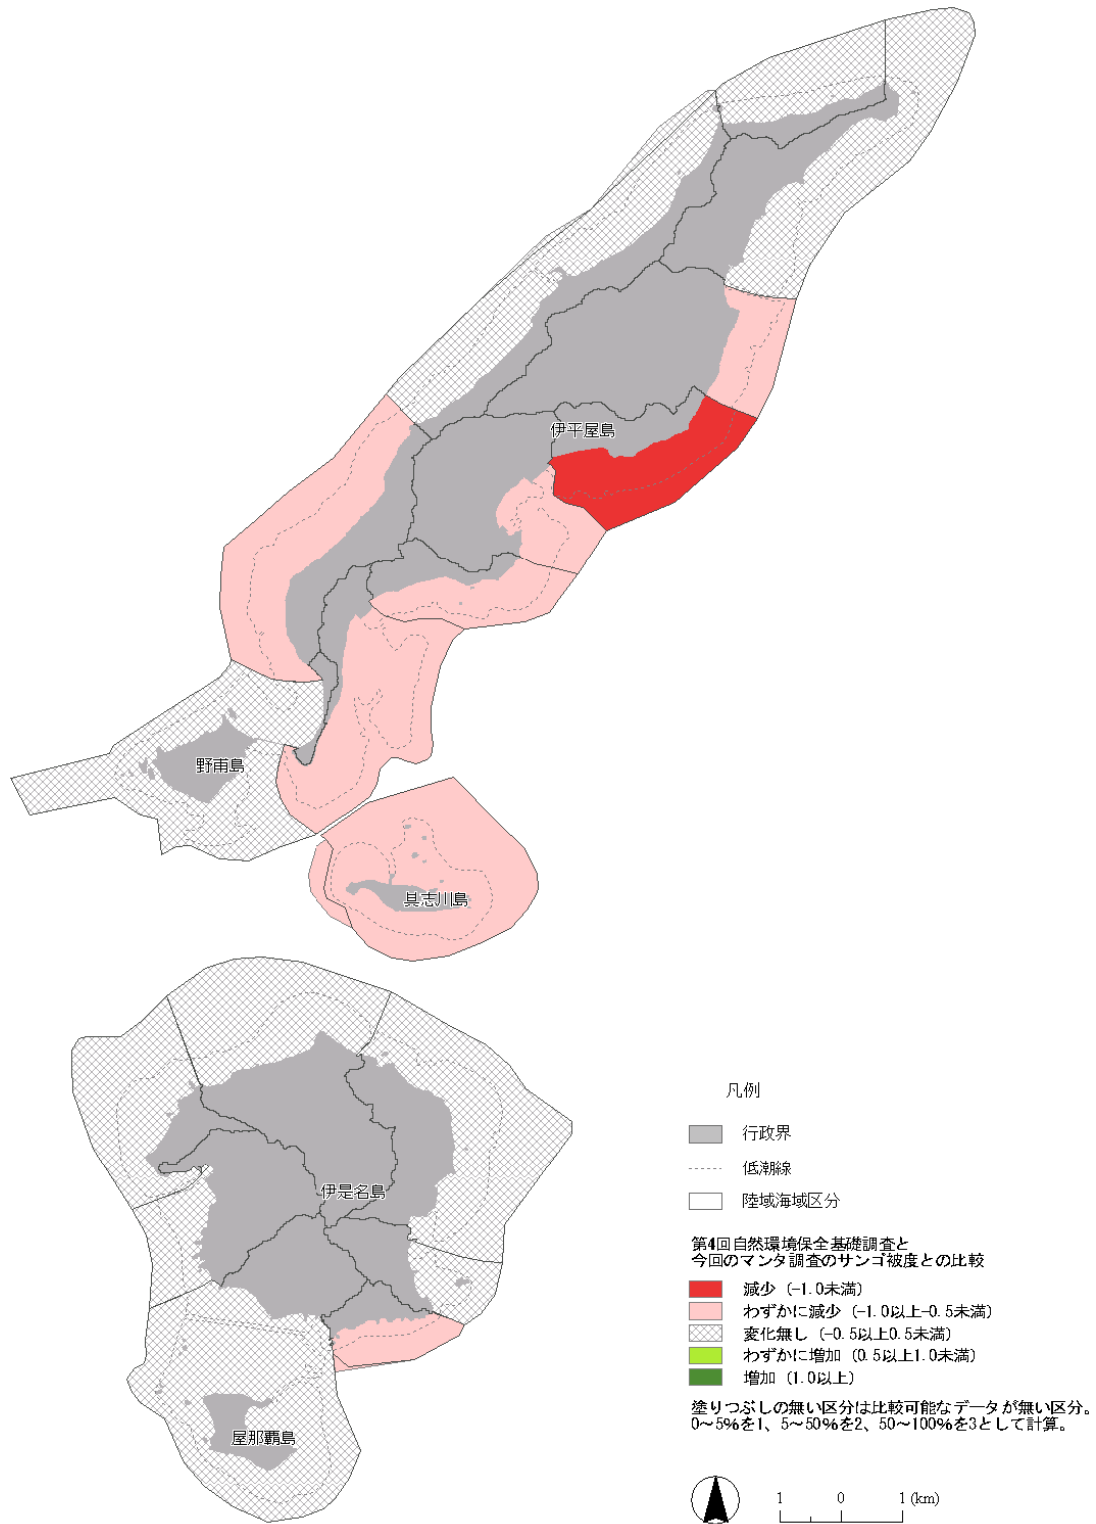 伊平屋島
野甫島
具志川島
伊是名島
屋那覇島
凡例
行政界
低潮線
陸域海域区分
第4回自然環境保全基礎調査と
今回のマンタ調査のサンゴ被度との比較
減少 (-1.0未満)
わずかに減少 (-1.0以上-0.5未満)
変化無し (-0.5以上0.5未満)
わずかに増加 (0.5以上1.0未満)
増加 (1.0以上)
塗りつぶしの無い区分は比較可能なデータが無い区分。
0~5%を1、5~50%を2、50~100%を3として計算。
1 0 1 (km)